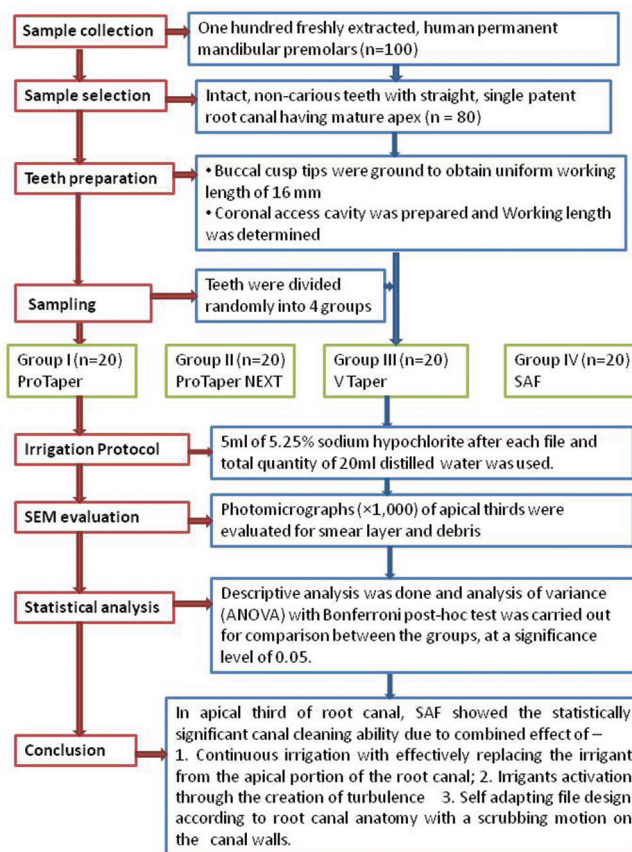 Sample collection
One hundred freshly extracted, human permanent
mandibular premolars (n=100)
Sample selection
Intact, non-carious teeth with straight, single patent
root canal having mature apex (n = 80)
Teeth preparation
• Buccal cusp tips were ground to obtain uniform working
length of 16 mm
• Coronal access cavity was prepared and Working length
was determined
Sampling
Teeth were divided
randomly into 4 groups
Group I (n=20)
ProTaper
Group II (n=20)
ProTaper NEXT
Group III (n=20)
V Taper
Group IV (n=20)
SAF
Irrigation Protocol
5ml of 5.25% sodium hypochlorite after each file and
total quantity of 20ml distilled water was used.
SEM evaluation
Photomicrographs (×1,000) of apical thirds were
evaluated for smear layer and debris
Statistical analysis
Descriptive analysis was done and analysis of variance
(ANOVA) with Bonferroni post-hoc test was carried out
for comparison between the groups, at a significance
level of 0.05.
Conclusion
In apical third of root canal, SAF showed the statistically
significant canal cleaning ability due to combined effect of –
1. Continuous irrigation with effectively replacing the irrigant
from the apical portion of the root canal; 2. Irrigants activation
through the creation of turbulence 3. Self adapting file design
according to root canal anatomy with a scrubbing motion on
the canal walls.